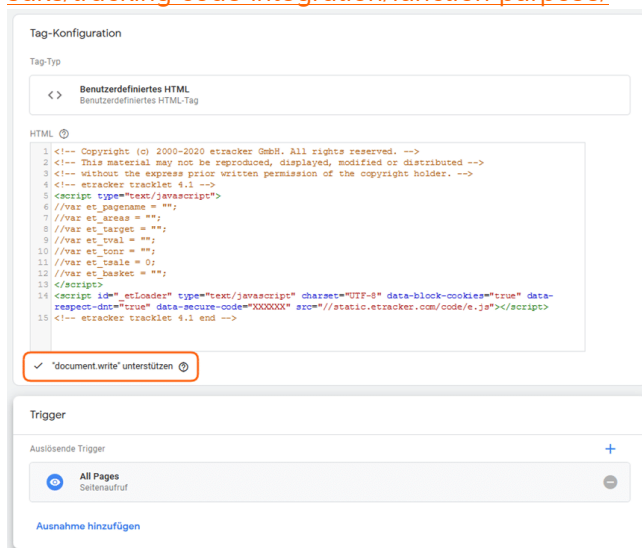 tracking code integration/function purpose/
Tag-Konfiguration
Tag-Typ
Benutzerdefiniertes HTML
Benutzerdefiniertes HTML-Tag
HTML
1 <!-- Copyright (c) 2000-2020 etracker GmbH. All rights reserved. -->
2 <!-- This material may not be reproduced, displayed, modified or distributed -->
3 <!-- without the express prior written permission of the copyright holder. -->
4 <!-- etracker tracklet 4.1 -->
5 <script type="text/javascript">
6 //var et_pagename = "";
7 //var et_areas = "";
8 //var et_target = "";
9 //var et_tval = "";
10 //var et_tonr = "";
11 //var et_tsale = 0;
12 //var et_basket = "";
13 </script>
14 <script id="_etLoader" type="text/javascript" charset="UTF-8" data-block-cookies="true" data-
respect-dnt="true" data-secure-code="XXXXXX" src="//static.etracker.com/code/e.js"></script>
15 <!-- etracker tracklet 4.1 end -->
"document.write" unterstützen
Trigger
Auslösende Trigger
All Pages
Seitenaufruf
Ausnahme hinzufügen